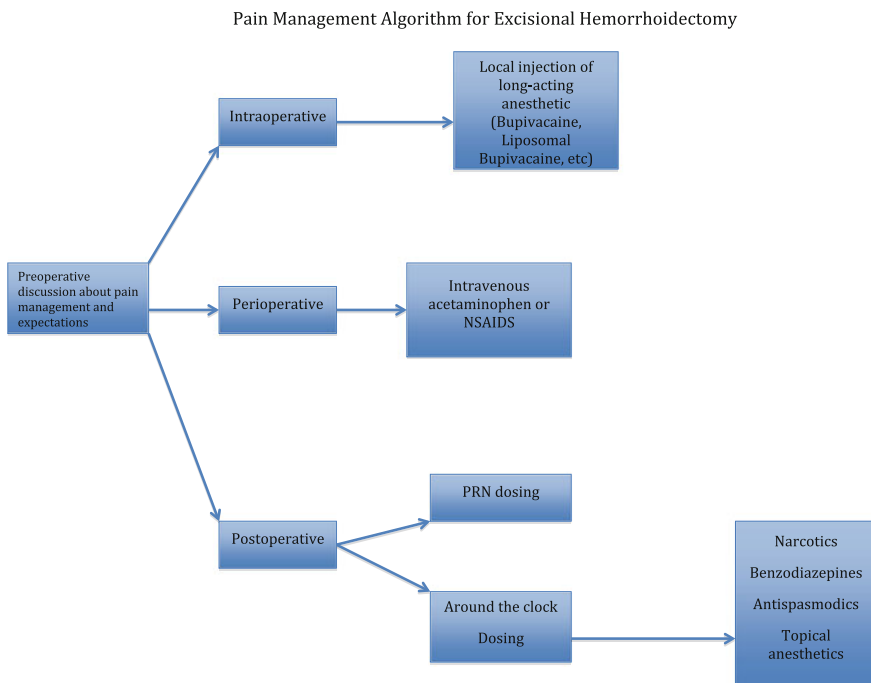 Pain Management Algorithm for Excisional Hemorrhoidectomy
Local injection of
long-acting
anesthetic
(Bupivacaine,
Liposomal
Bupivacaine, etc)
Intraoperative
Preoperative
discussion about pain
management and
expectations
Perioperative
Intravenous
acetaminophen or
NSAIDS
Postoperative
PRN dosing
Around the clock
Dosing
Narcotics
Benzodiazepines
Antispasmodics
Topical
anesthetics